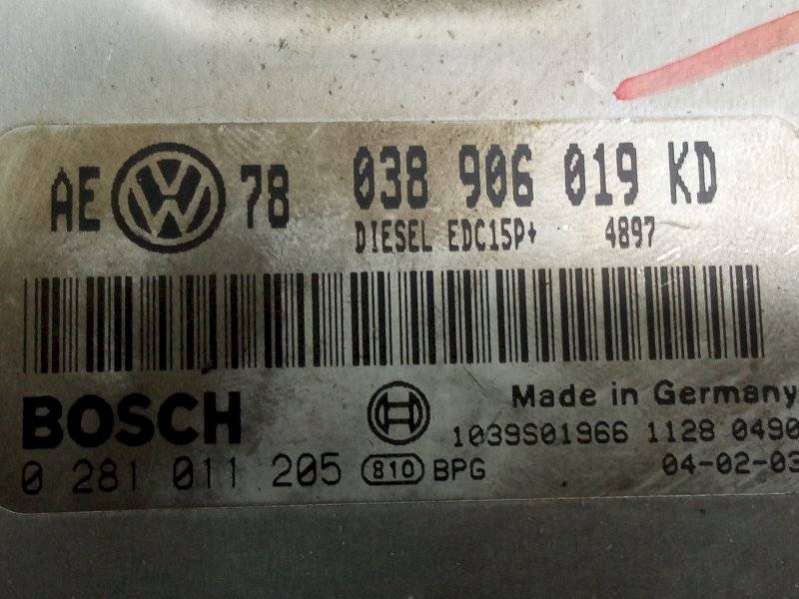 AE VW 78 038 906 019 KD
DIESEL EDC15P+ 4897
BOSCH Made in Germany
1039S01966 1128 0490
0 281 011 205 810 BPG 04-02-03